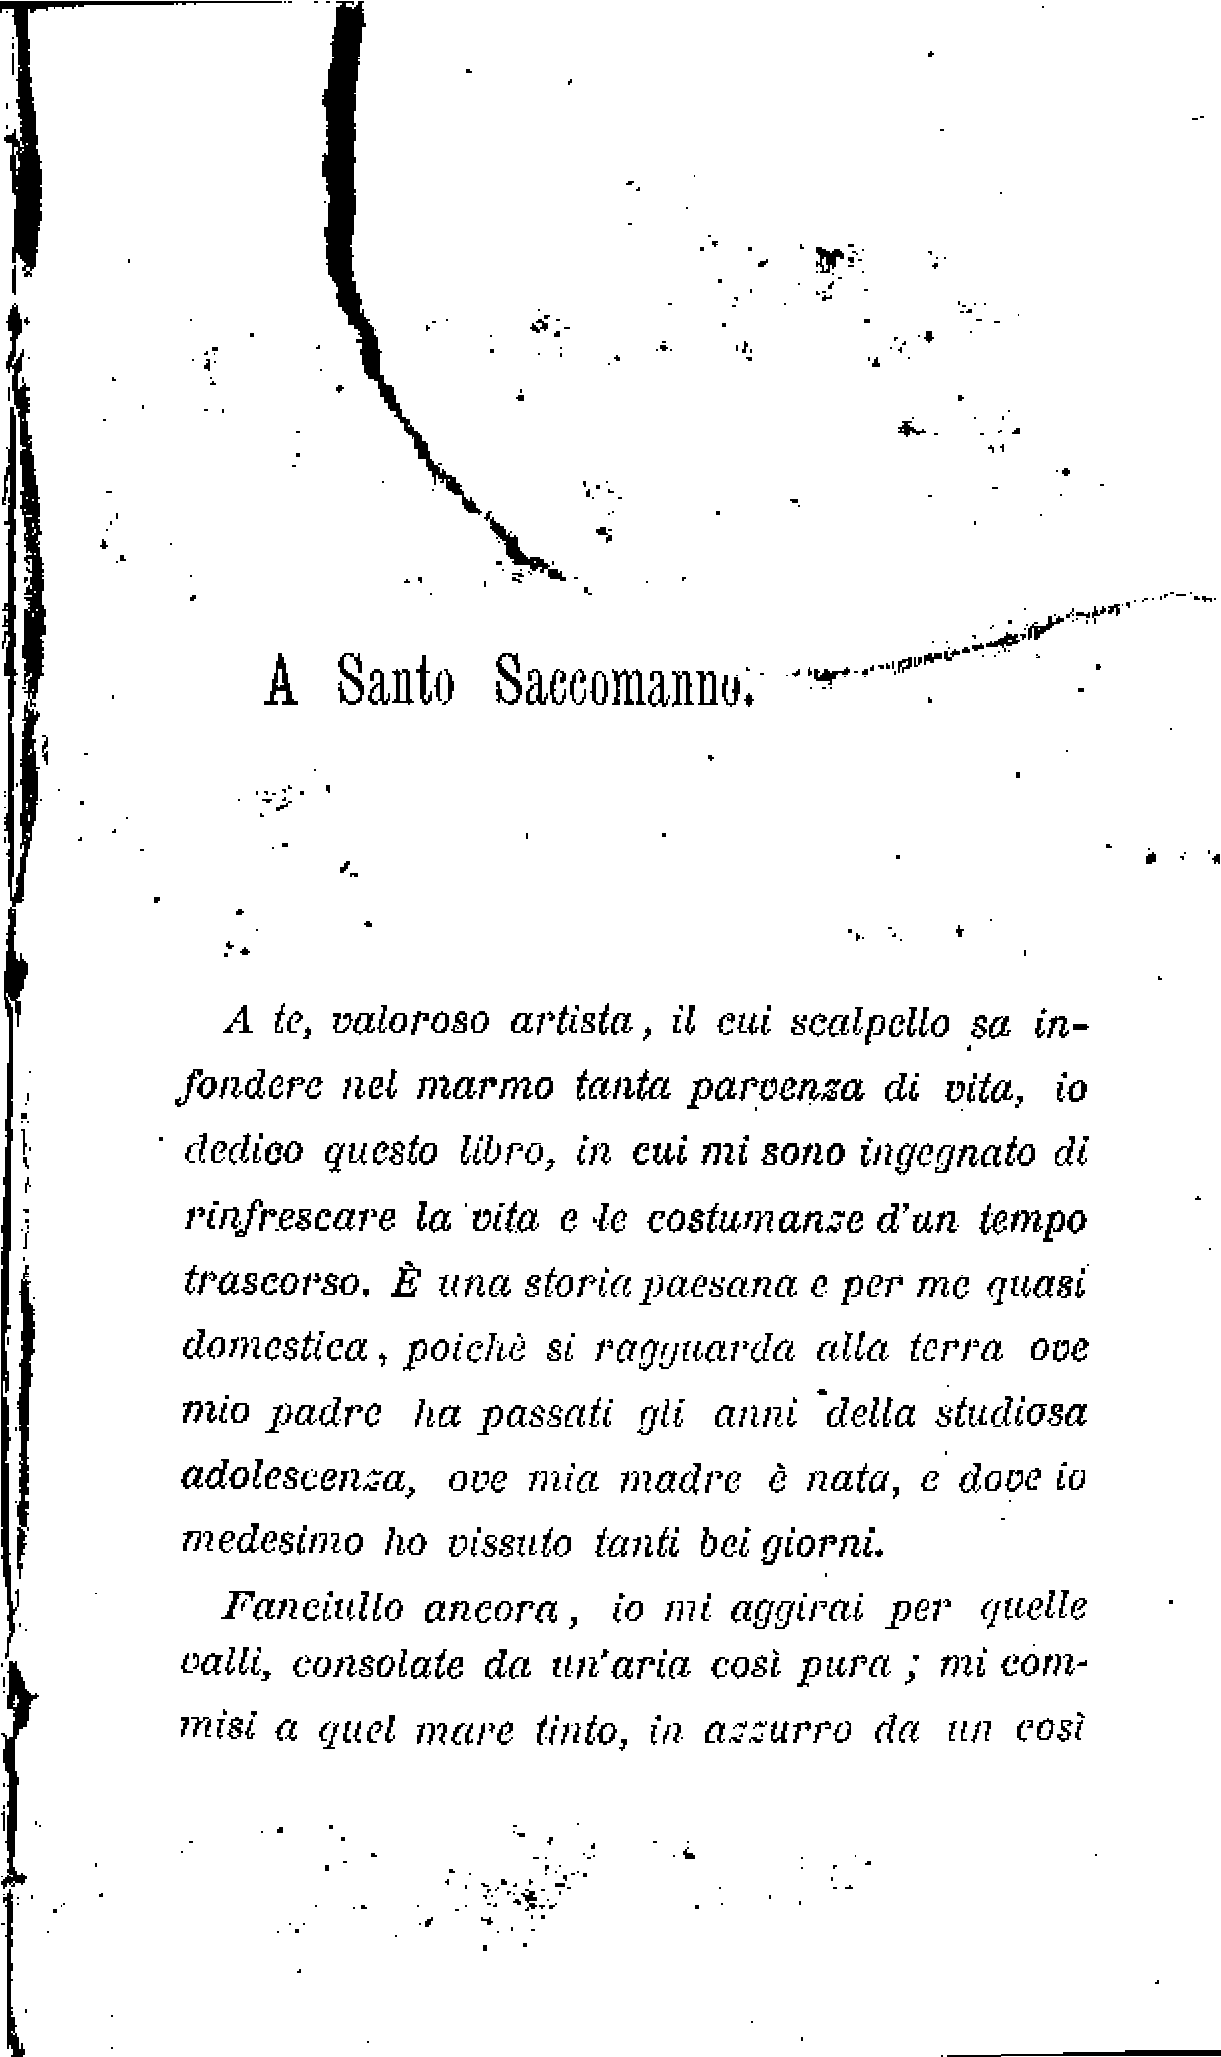 A Santo Saccomanno.
A te, valoroso artista, il cui scalpello sa in-
fondere nel marmo tanta parvenza di vita, io
dedico questo libro, in cui mi sono ingegnato di
rinfrescare la vita e le costumanze d'un tempo
trascorso. È una storia paesana e per me quasi
domestica, poichè si ragguarda alla terra ove
mio padre ha passati gli anni della studiosa
adolescenza, ove mia madre è nata, e dove io
medesimo ho vissuto tanti bei giorni.
Fanciullo ancora, io mi aggirai per quelle
valli, consolate da un'aria così pura; mi com-
misi a quel mare tinto, in azzurro da un così